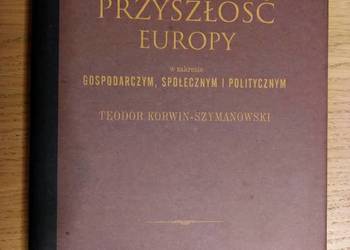 PRZYSZŁOŚĆ
EUROPY
w zakresie
GOSPODARCZYM, SPOŁECZNYM I POLITYCZNYM
TEODOR KORWIN-SZYMANOWSKI